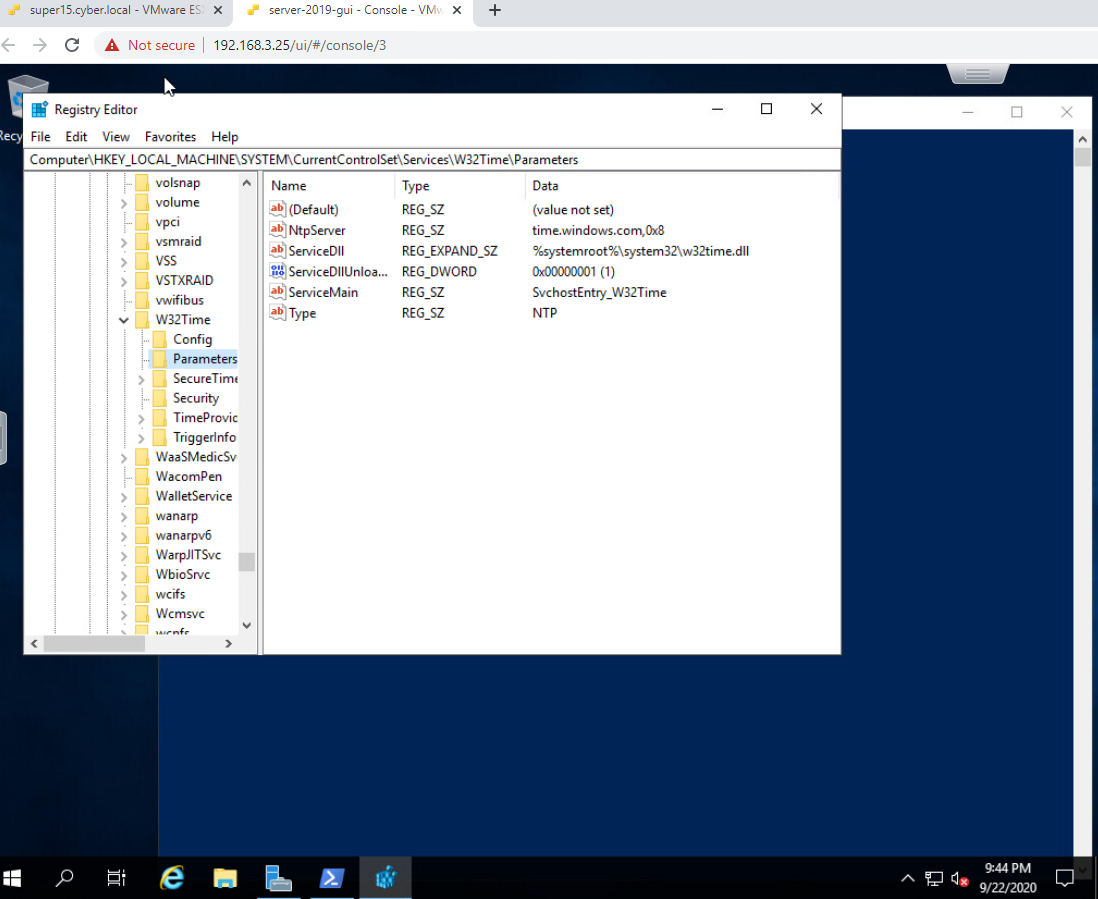 super15.cyber.local - VMware ES
server-2019-gui - Console - VMw
Not secure
192.168.3.25/ui/#/console/3
Recy
Registry Editor
File Edit View Favorites Help
Computer\HKEY_LOCAL_MACHINE\SYSTEM\CurrentControlSet\Services\W32Time\Parameters
volsnap
volume
vpci
vsmraid
VSS
VSTXRAID
vwifibus
W32Time
Config
Parameters
SecureTime
Security
TimeProvid
TriggerInfo
WaaSMedicSv
WacomPen
WalletService
wanarp
wanarpv6
WarpJITSvc
WbioSrvc
wcifs
Wcmsvc
wcnfs
Name Type Data
(Default) REG_SZ (value not set)
NtpServer REG_SZ time.windows.com,0x8
ServiceDll REG_EXPAND_SZ %systemroot%\system32\w32time.dll
ServiceDllUnloa... REG_DWORD 0x00000001 (1)
ServiceMain REG_SZ SvchostEntry_W32Time
Type REG_SZ NTP
9:44 PM
9/22/2020